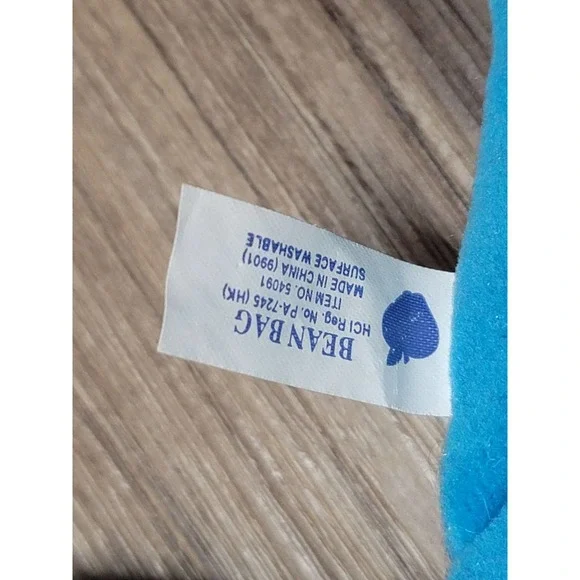 BEAN BAG
HCI Reg. No. PA-7245 (HK)
ITEM NO. 54091
MADE IN CHINA (9901)
SURFACE WASHABLE